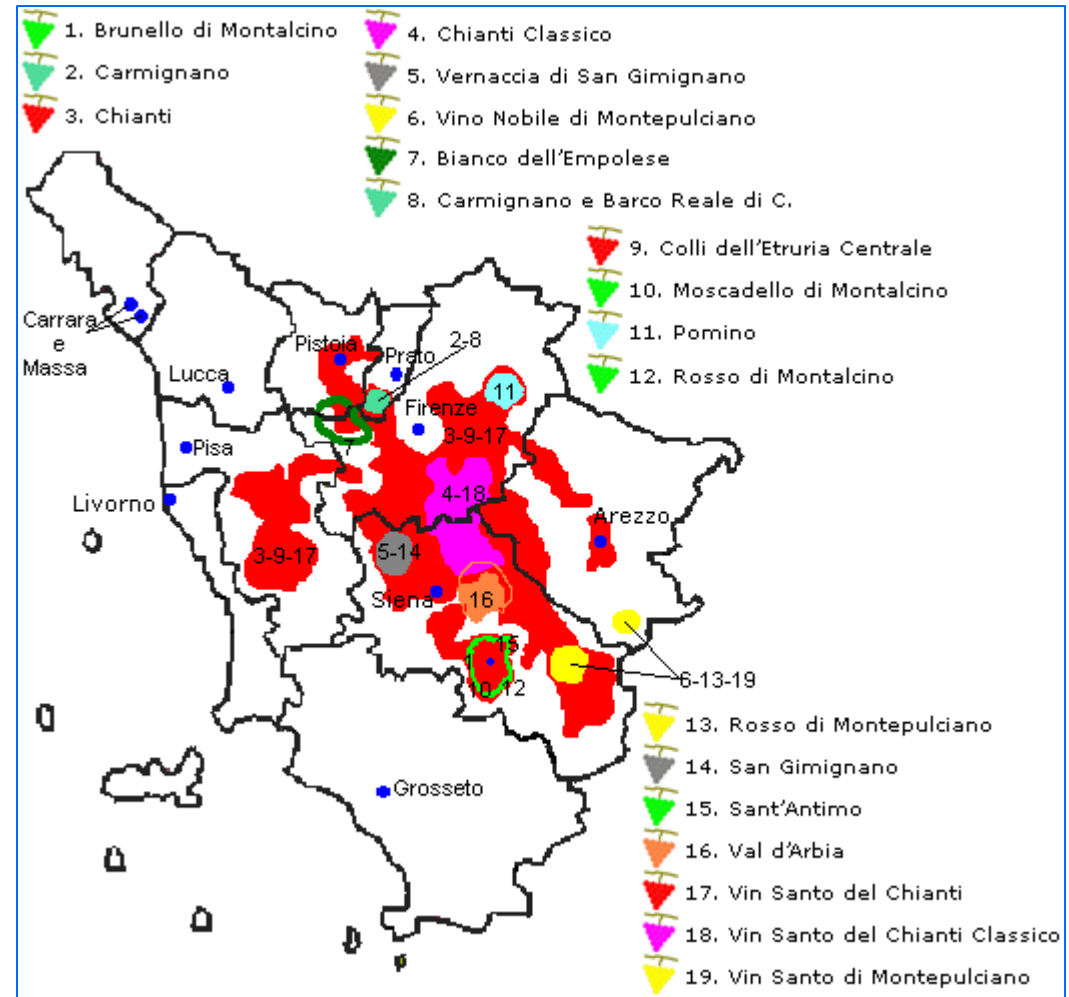 1. Brunello di Montalcino
2. Carmignano
3. Chianti
4. Chianti Classico
5. Vernaccia di San Gimignano
6. Vino Nobile di Montepulciano
7. Bianco dell'Empolese
8. Carmignano e Barco Reale di C.
9. Colli dell'Etruria Centrale
10. Moscadello di Montalcino
11. Pomino
12. Rosso di Montalcino
Carrara
e
Massa
Pistoia
Prato
2-8
Lucca
11
Firenze
3-9-17
7
Pisa
4-18
Livorno
Arezzo
3-9-17
5-14
Siena
16
15
1
10
12
6-13-19
Grosseto
13. Rosso di Montepulciano
14. San Gimignano
15. Sant'Antimo
16. Val d'Arbia
17. Vin Santo del Chianti
18. Vin Santo del Chianti Classico
19. Vin Santo di Montepulciano